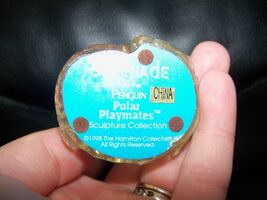 PENGUIN CHINA
Polar
Playmates™
Sculpture Collection
©1998 The Hamilton Collection
All Rights Reserved.